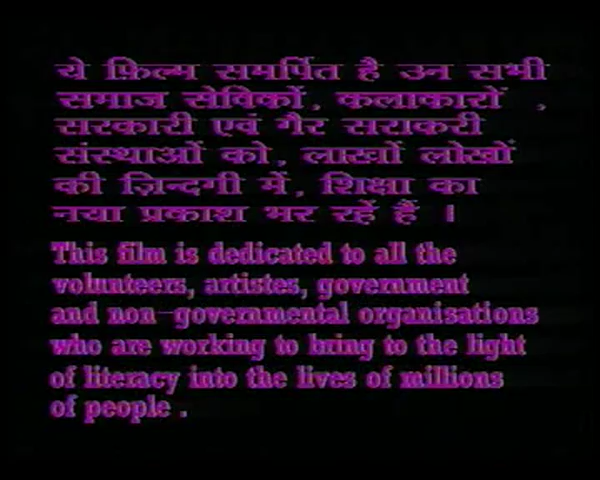 ये फ़िल्म समर्पित है उन सभी
समाज सेविकों, कलाकारों ,
सरकारी एवं गैर सराकरी
संस्थाओं को, लाखों लोखों
की ज़िन्दगी में, शिक्षा का
नया प्रकाश भर रहें हैं ।
This film is dedicated to all the
volunteers, artistes, government
and non-governmental organisations
who are working to bring to the light
of literacy into the lives of millions
of people .